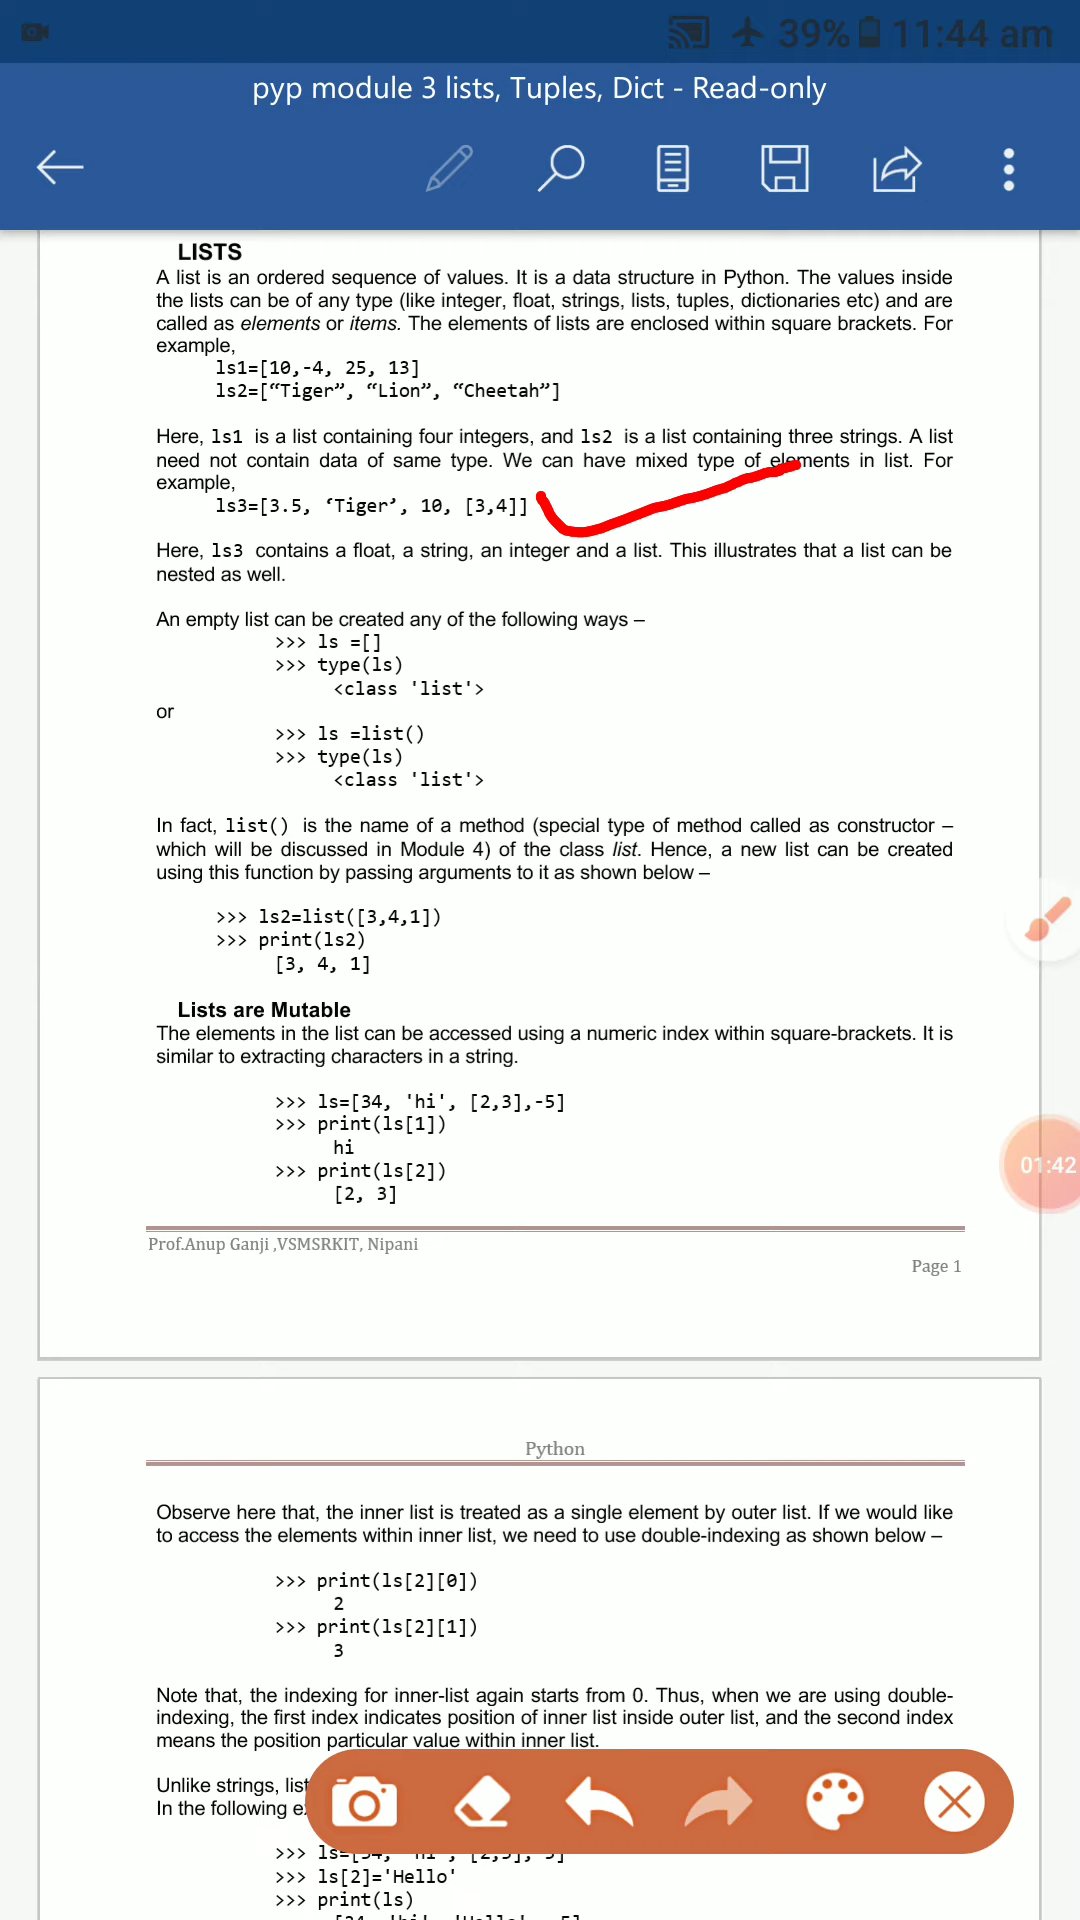 39% 11:44 am
pyp module 3 lists, Tuples, Dict - Read-only
LISTS
A list is an ordered sequence of values. It is a data structure in Python. The values inside
the lists can be of any type (like integer, float, strings, lists, tuples, dictionaries etc) and are
called as elements or items. The elements of lists are enclosed within square brackets. For
example,
ls1=[10,-4, 25, 13]
ls2=[“Tiger”, “Lion”, “Cheetah”]
Here, ls1 is a list containing four integers, and ls2 is a list containing three strings. A list
need not contain data of same type. We can have mixed type of elements in list. For
example,
ls3=[3.5, ‘Tiger’, 10, [3,4]]
Here, ls3 contains a float, a string, an integer and a list. This illustrates that a list can be
nested as well.
An empty list can be created any of the following ways –
>>> ls =[]
>>> type(ls)
<class 'list'>
or
>>> ls =list()
>>> type(ls)
<class 'list'>
In fact, list() is the name of a method (special type of method called as constructor –
which will be discussed in Module 4) of the class list. Hence, a new list can be created
using this function by passing arguments to it as shown below –
>>> ls2=list([3,4,1])
>>> print(ls2)
[3, 4, 1]
Lists are Mutable
The elements in the list can be accessed using a numeric index within square-brackets. It is
similar to extracting characters in a string.
>>> ls=[34, 'hi', [2,3],-5]
>>> print(ls[1])
hi
>>> print(ls[2])
[2, 3]
01:42
Prof.Anup Ganji ,VSMSRKIT, Nipani
Page 1
Python
Observe here that, the inner list is treated as a single element by outer list. If we would like
to access the elements within inner list, we need to use double-indexing as shown below –
>>> print(ls[2][0])
2
>>> print(ls[2][1])
3
Note that, the indexing for inner-list again starts from 0. Thus, when we are using double-
indexing, the first index indicates position of inner list inside outer list, and the second index
means the position particular value within inner list.
Unlike strings, list
In the following
>>> ls=[34, 'hi', [2,3],-5]
>>> ls[2]='Hello'
>>> print(ls)